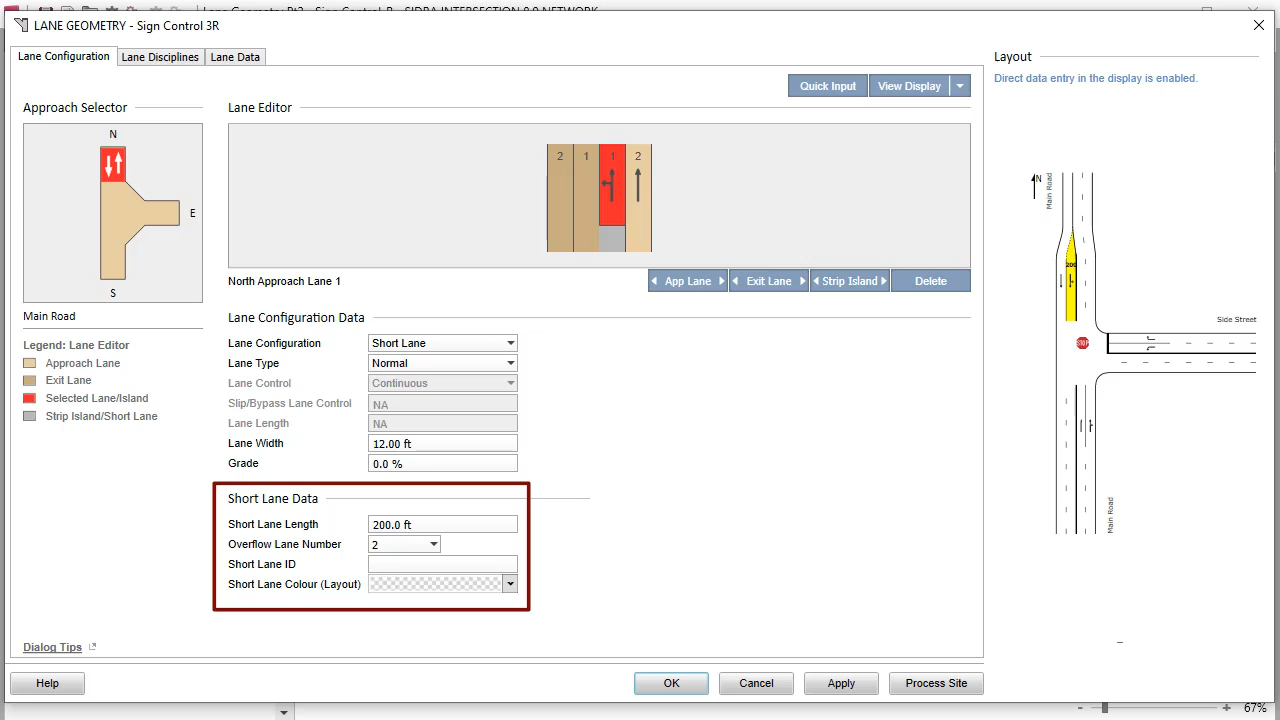 LANE GEOMETRY - Sign Control 3R
Lane Configuration
Lane Disciplines
Lane Data
Quick Input
View Display
Approach Selector
N
E
S
Main Road
Legend: Lane Editor
Approach Lane
Exit Lane
Selected Lane/Island
Strip Island/Short Lane
Lane Editor
2 1 1 2
North Approach Lane 1
App Lane
Exit Lane
Strip Island
Delete
Lane Configuration Data
Lane Configuration Short Lane
Lane Type Normal
Lane Control Continuous
Slip/Bypass Lane Control NA
Lane Length NA
Lane Width 12.00 ft
Grade 0.0 %
Short Lane Data
Short Lane Length 200.0 ft
Overflow Lane Number 2
Short Lane ID
Short Lane Colour (Layout)
Dialog Tips
Help
OK
Cancel
Apply
Process Site
Layout
Direct data entry in the display is enabled.
N
Main Road
200
Side Street
STOP
Main Road
67%